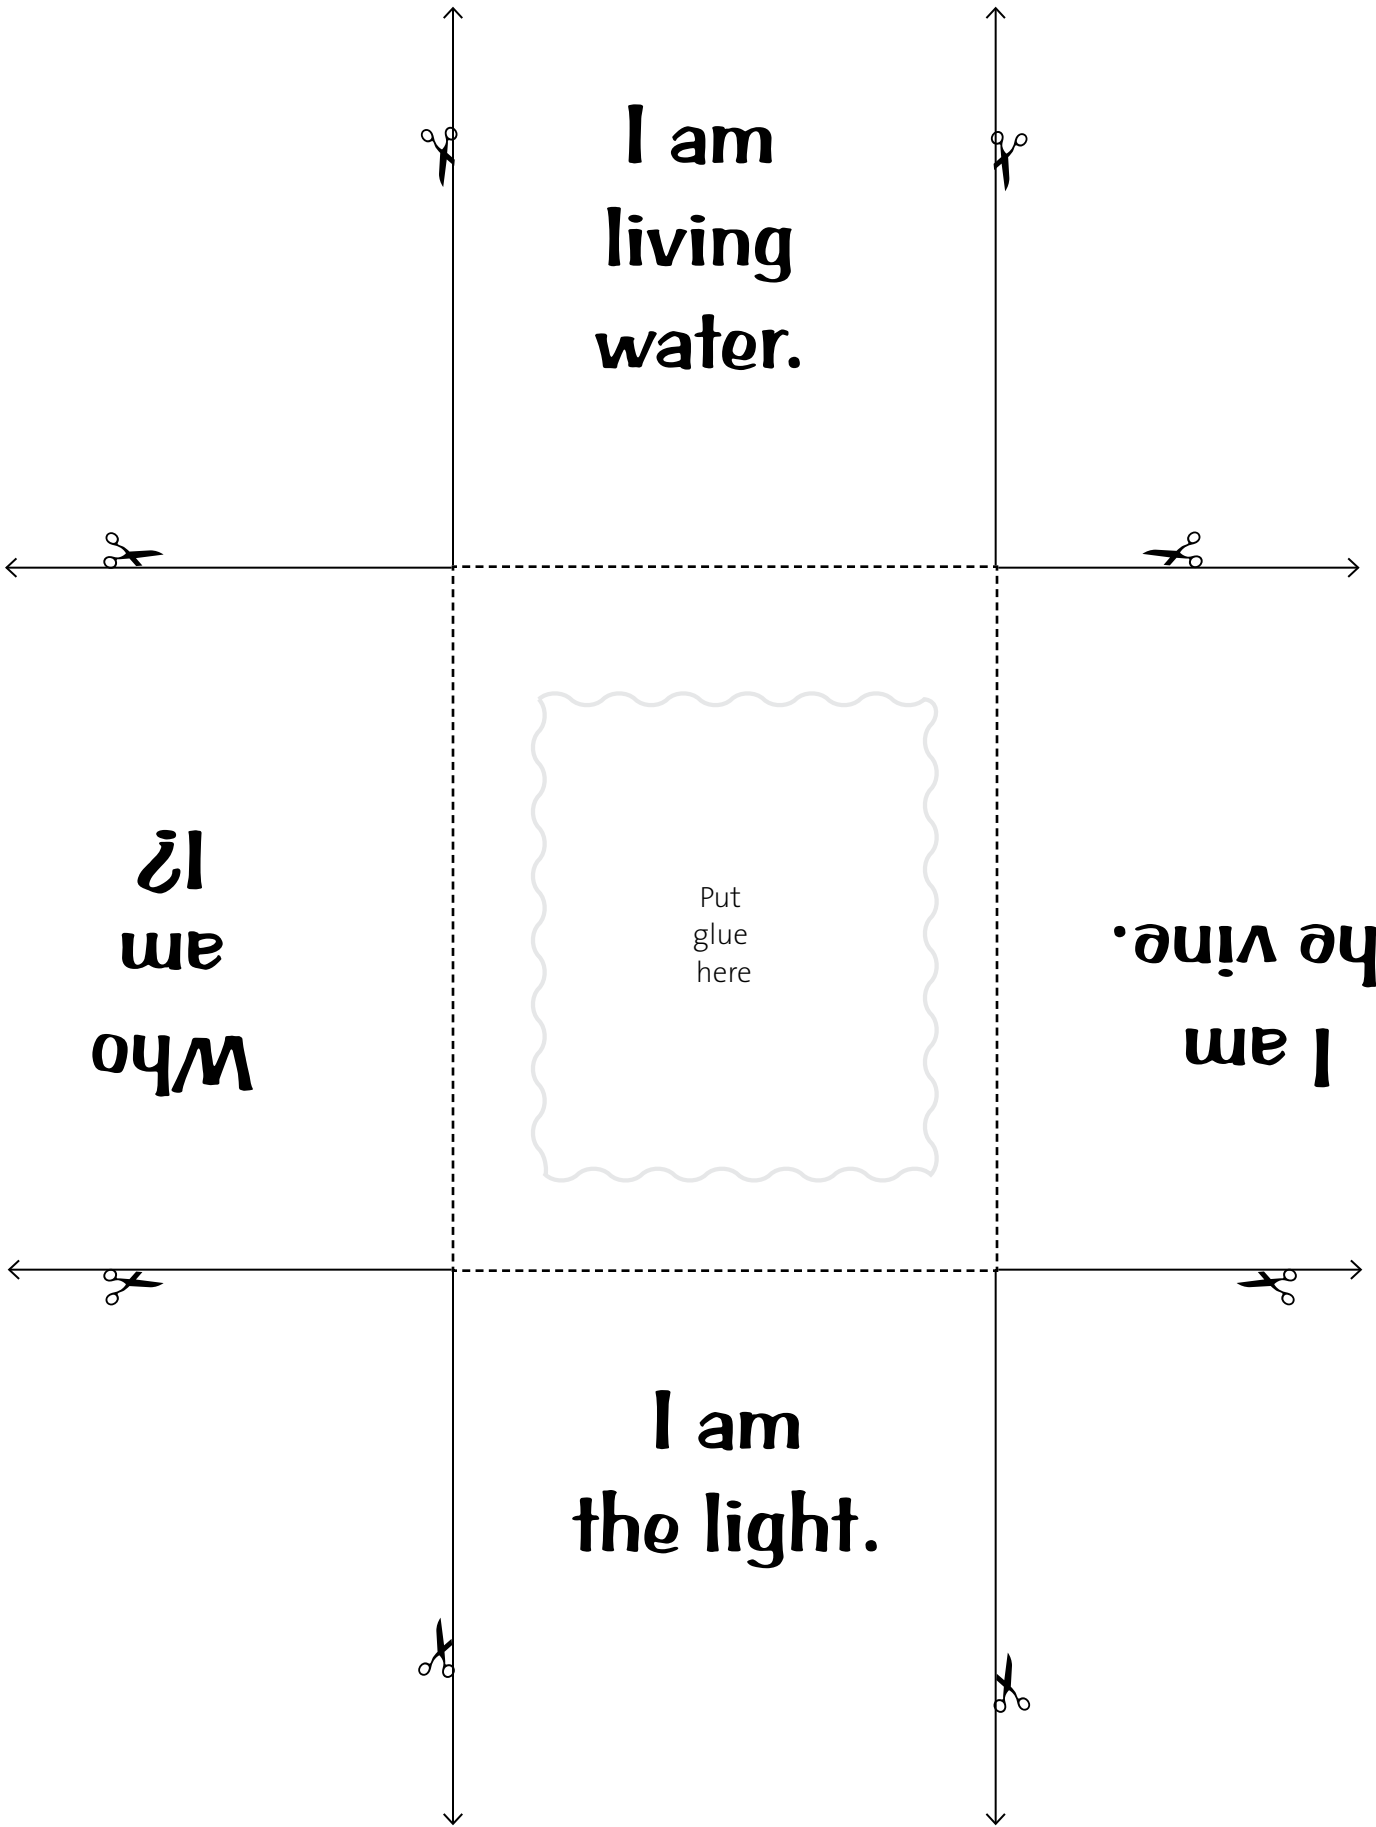 I am
living
water.
Put
glue
here
Who
am
I?
I am
he vine.
I am
the light.